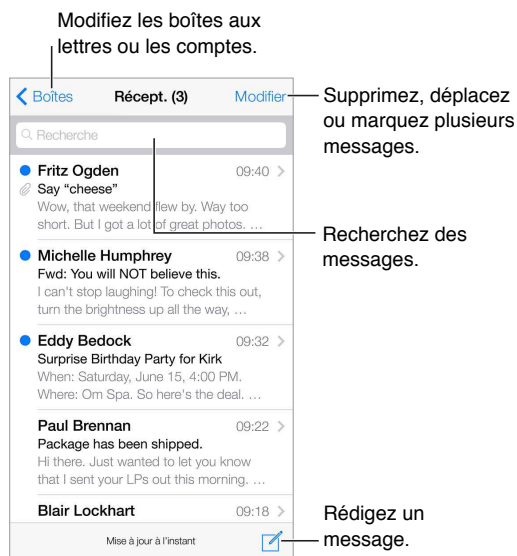 Modifiez les boîtes aux
lettres ou les comptes.
Boîtes Récept. (3) Modifier
Supprimez, déplacez
ou marquez plusieurs
messages.
Recherche
Fritz Ogden 09:40
Say “cheese”
Wow, that weekend flew by. Way too
short. But I got a lot of great photos. …
Recherchez des
messages.
Michelle Humphrey 09:38
Fwd: You will NOT believe this.
I can't stop laughing! To check this out,
turn the brightness up all the way, …
Eddy Bedock 09:32
Surprise Birthday Party for Kirk
When: Saturday, June 15, 4:00 PM.
Where: Om Spa. So here's the deal. …
Paul Brennan 09:22
Package has been shipped.
Hi there. Just wanted to let you know
that I sent your LPs out this morning. …
Blair Lockhart 09:18
Mise à jour à l'instant
Rédigez un
message.